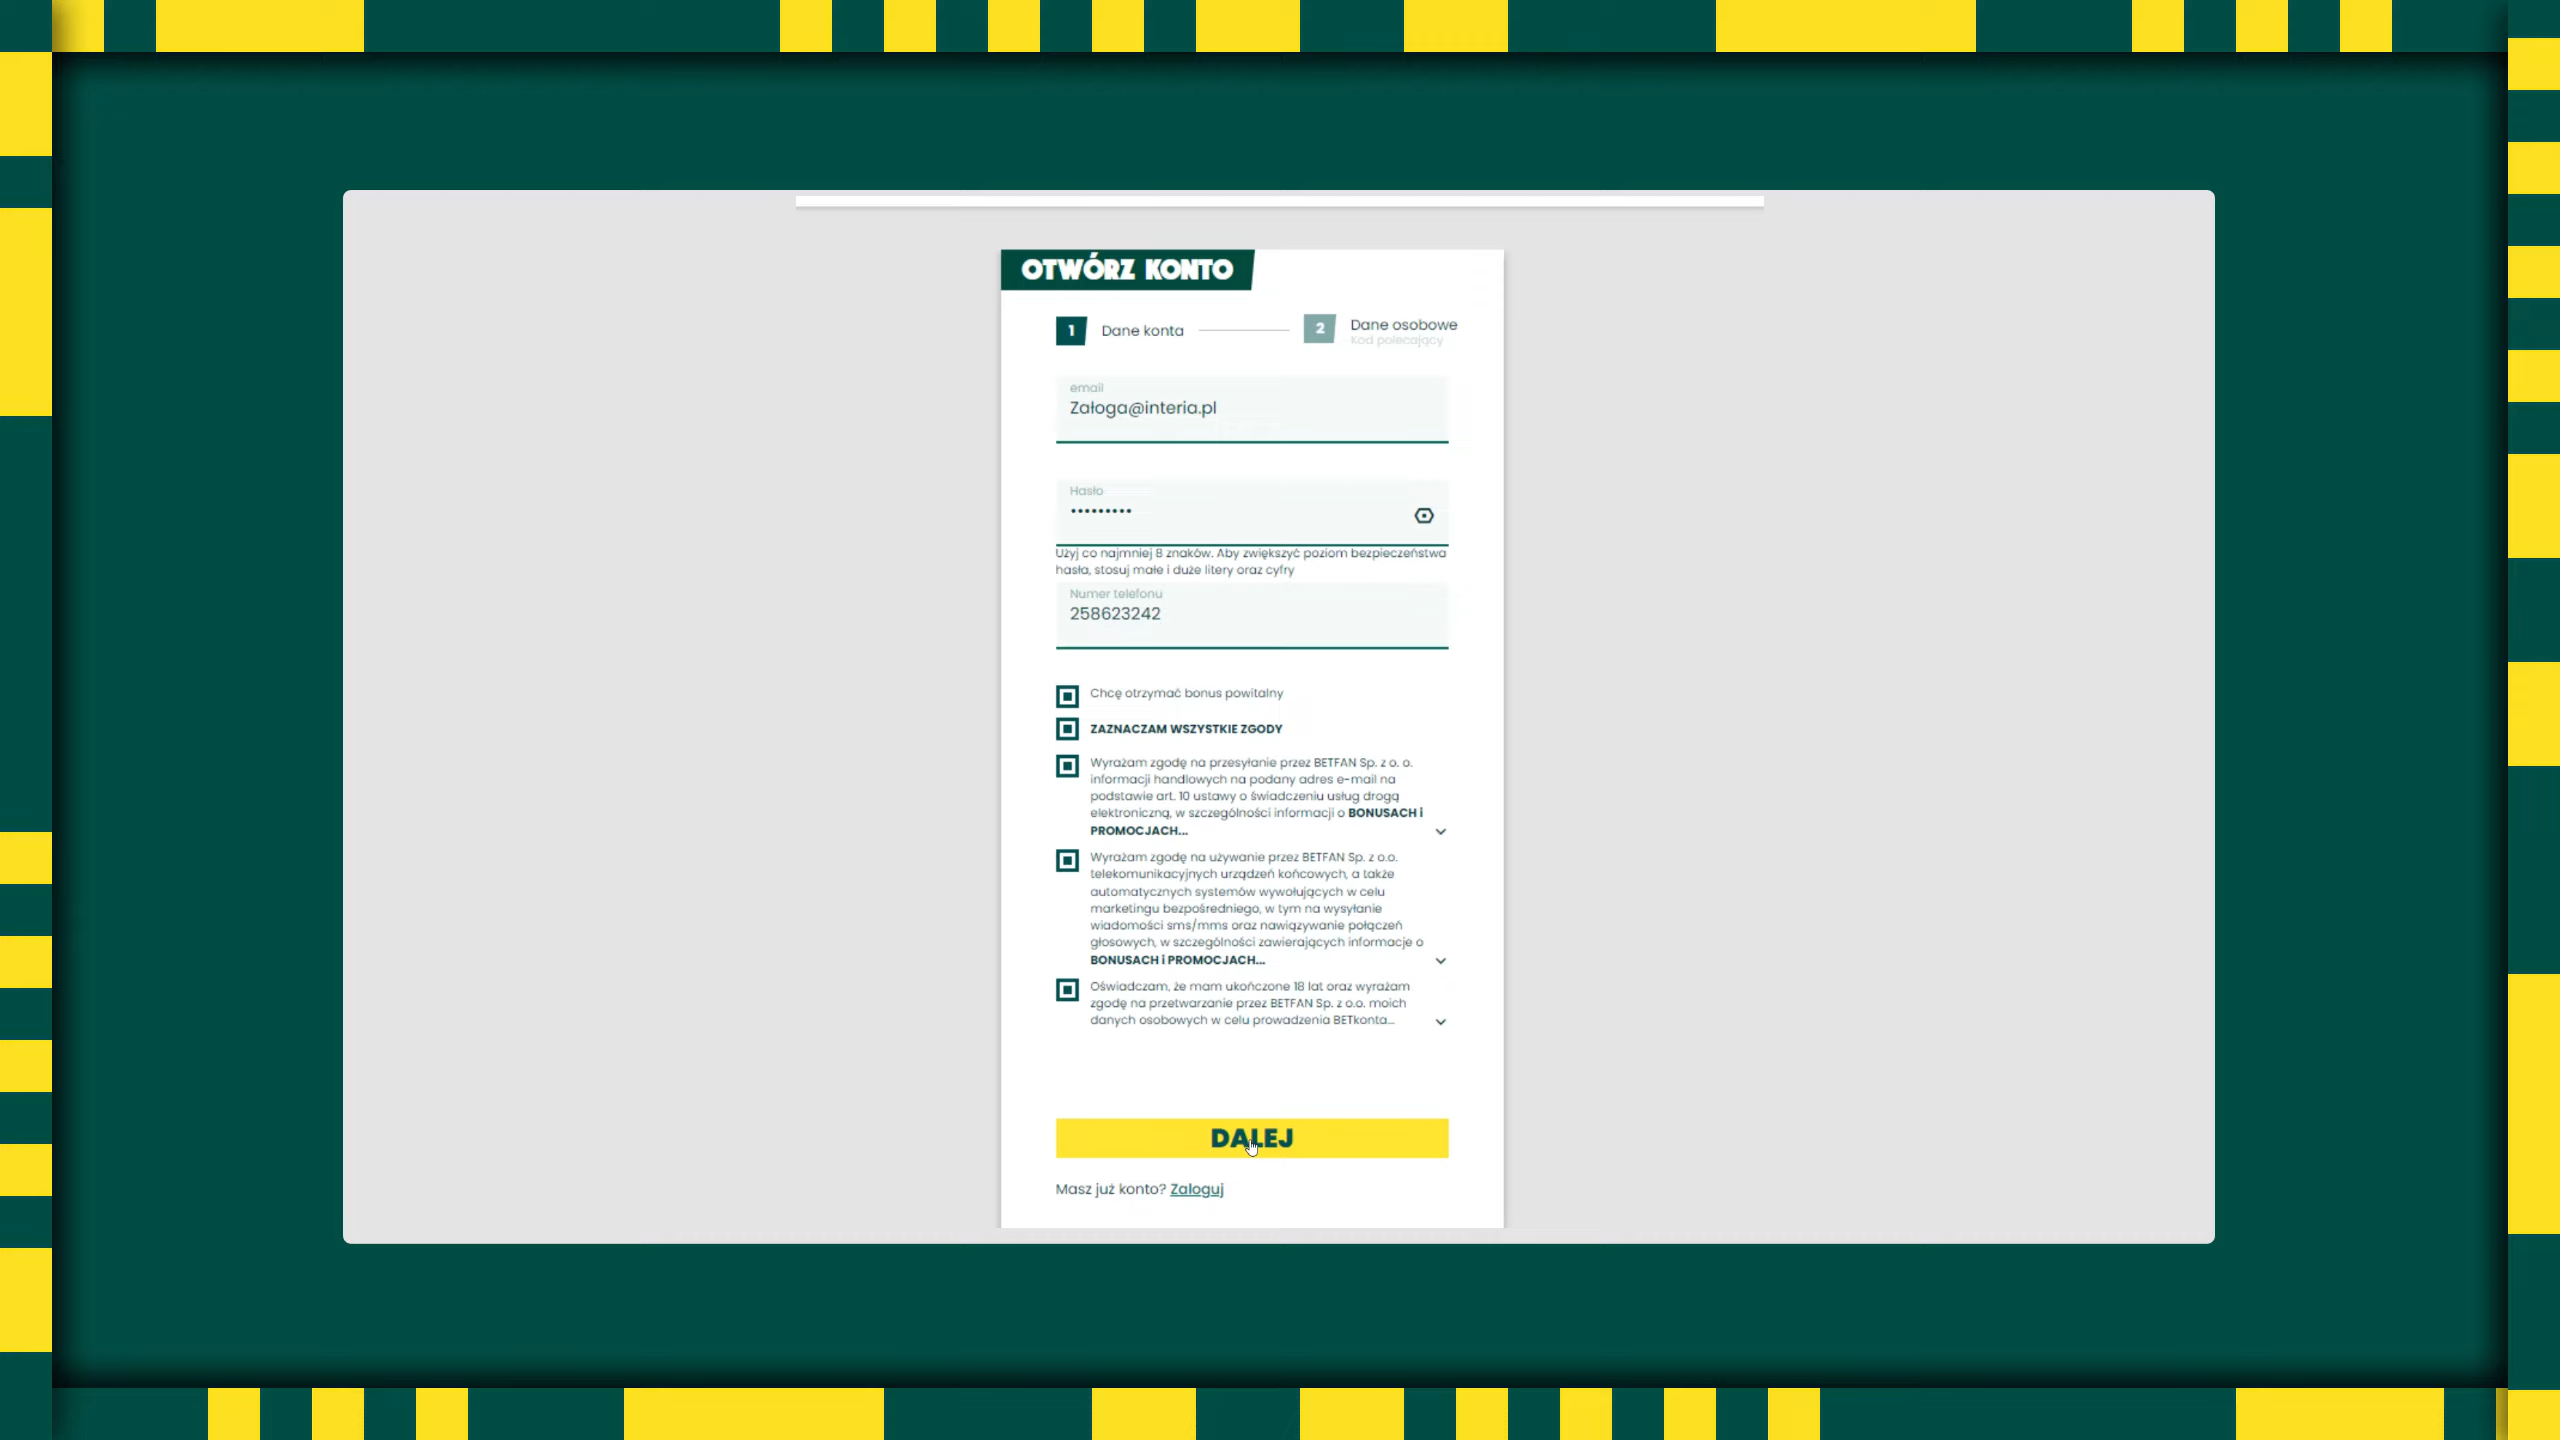 OTWÓRZ KONTO
1 Dane konta
2 Dane osobowe
Kod polecający
email
Załoga@interia.pl
Hasło
•••••••••
Użyj co najmniej 8 znaków. Aby zwiększyć poziom bezpieczeństwa
hasła, stosuj małe i duże litery oraz cyfry
Numer telefonu
258623242
Chcę otrzymać bonus powitalny
ZAZNACZAM WSZYSTKIE ZGODY
Wyrażam zgodę na przesyłanie przez BETFAN Sp. z o. o.
informacji handlowych na podany adres e-mail na
podstawie art. 10 ustawy o świadczeniu usług drogą
elektroniczną, w szczególności informacji o BONUSACH i
PROMOCJACH...
Wyrażam zgodę na używanie przez BETFAN Sp. z o.o.
telekomunikacyjnych urządzeń końcowych, a także
automatycznych systemów wywołujących w celu
marketingu bezpośredniego, w tym na wysyłanie
wiadomości sms/mms oraz nawiązywanie połączeń
głosowych, w szczególności zawierających informacje o
BONUSACH i PROMOCJACH...
Oświadczam, że mam ukończone 18 lat oraz wyrażam
zgodę na przetwarzanie przez BETFAN Sp. z o.o. moich
danych osobowych w celu prowadzenia BETkonta...
DALEJ
Masz już konto? Zaloguj